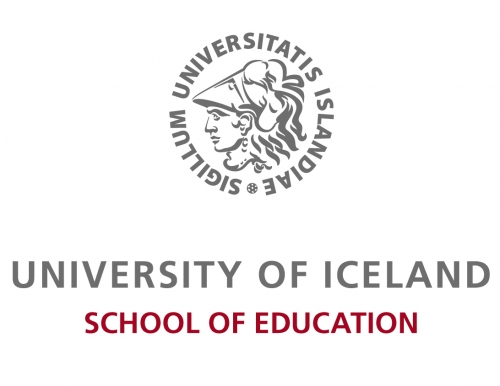 SIGILLUM UNIVERSITATIS ISLANDIAE
UNIVERSITY OF ICELAND
SCHOOL OF EDUCATION